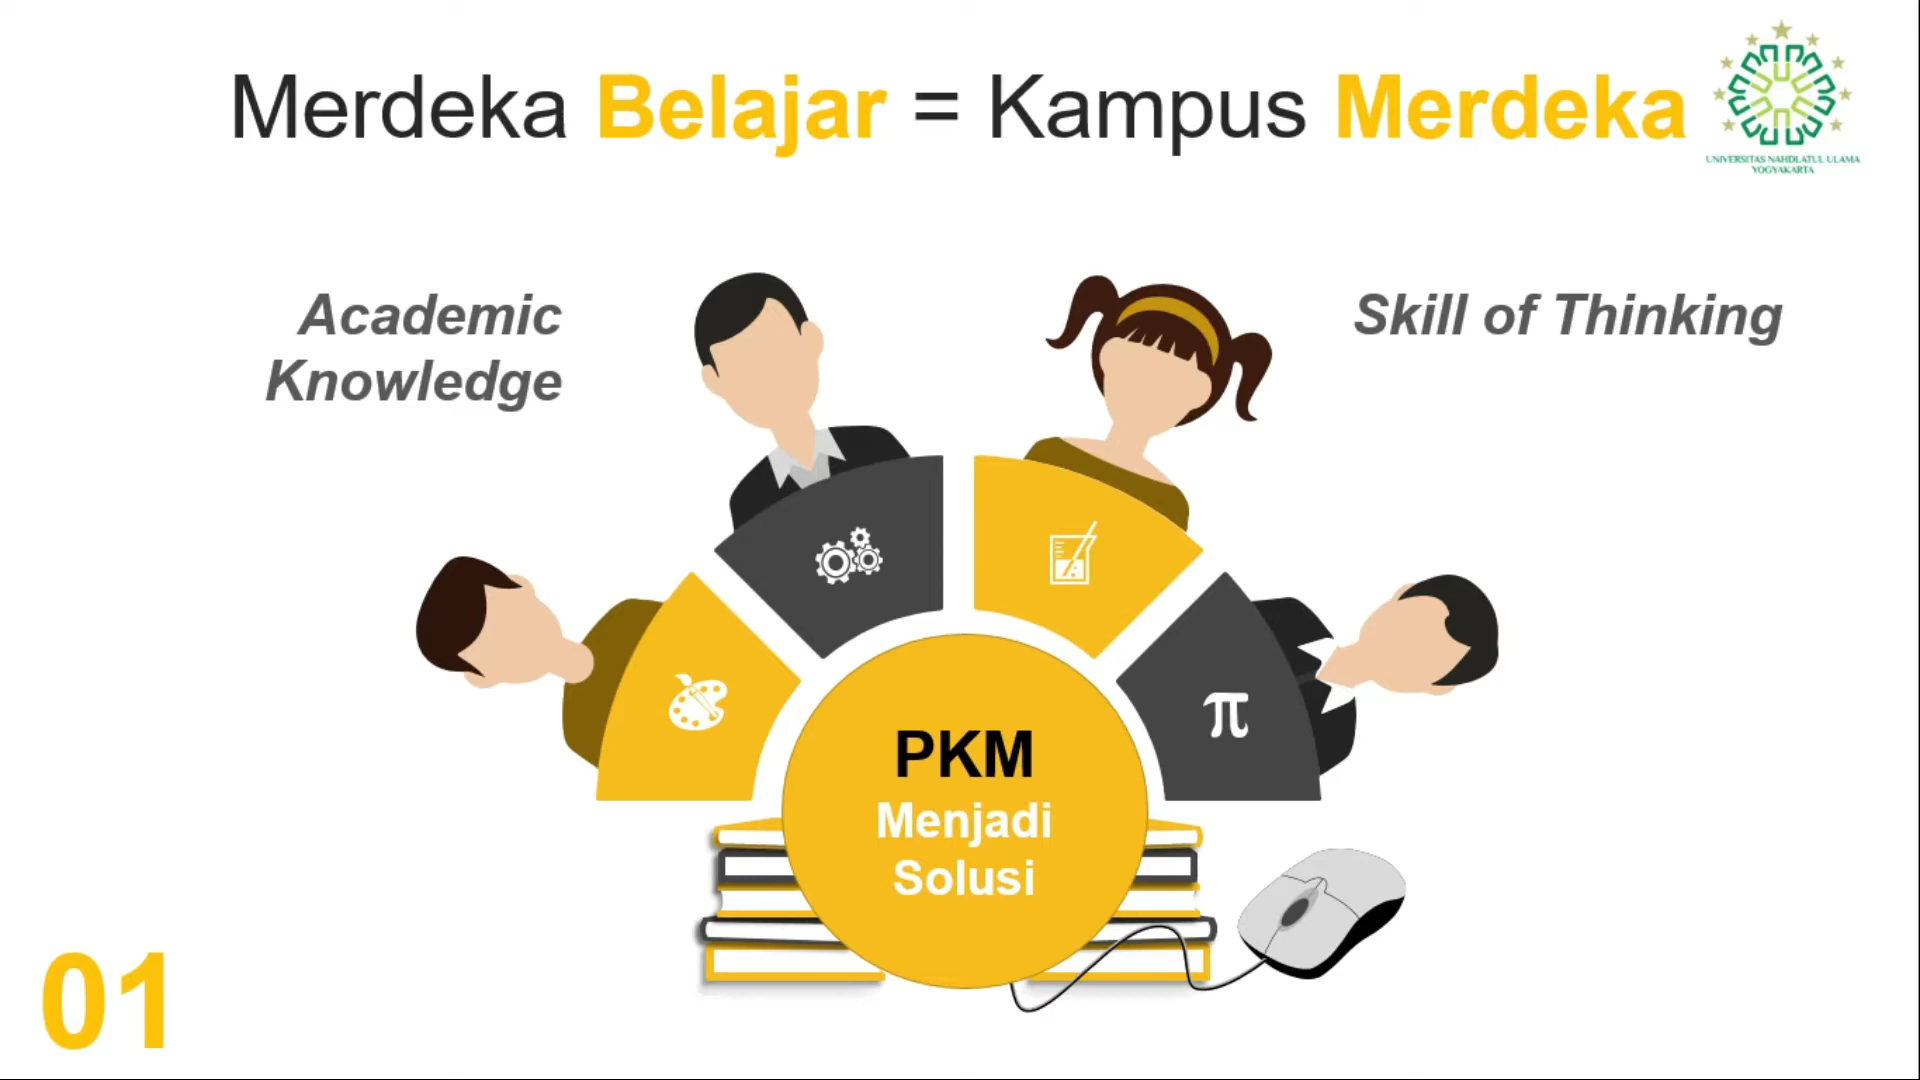 Merdeka Belajar = Kampus Merdeka
UNIVERSITAS NAHDLATUL ULAMA
YOGYAKARTA
Academic
Knowledge
Skill of Thinking
π
PKM
Menjadi
Solusi
01